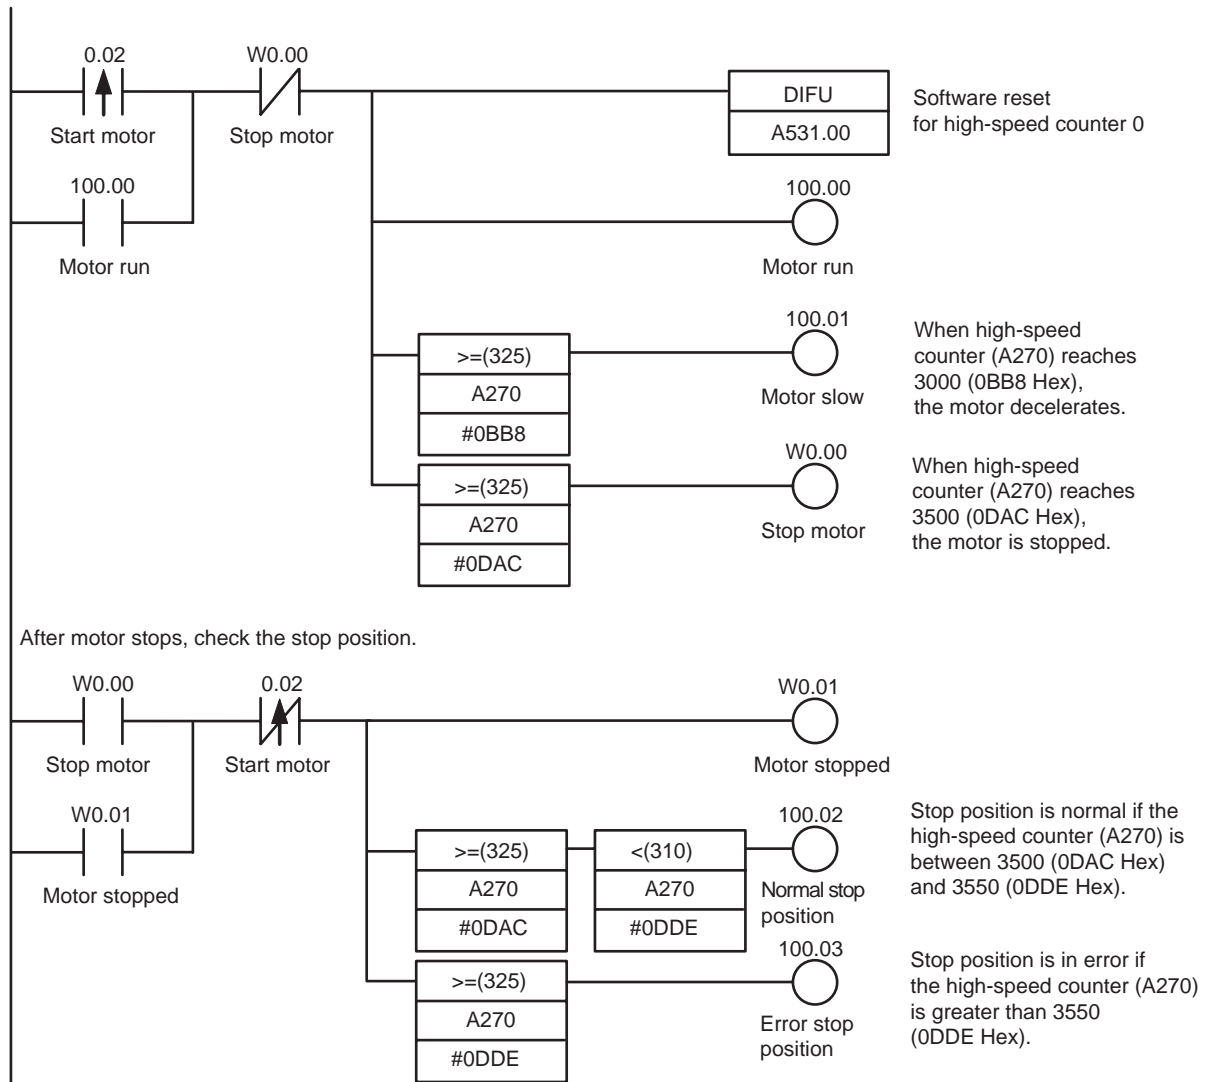 0.02
W0.00
DIFU
A531.00
Software reset
for high-speed counter 0
Start motor
Stop motor
100.00
Motor run
100.00
Motor run
>=(325)
A270
#0BB8
100.01
Motor slow
When high-speed
counter (A270) reaches
3000 (0BB8 Hex),
the motor decelerates.
>=(325)
A270
#0DAC
W0.00
Stop motor
When high-speed
counter (A270) reaches
3500 (0DAC Hex),
the motor is stopped.
After motor stops, check the stop position.
W0.00
Stop motor
0.02
Start motor
W0.01
Motor stopped
W0.01
Motor stopped
>=(325)
A270
#0DAC
<(310)
A270
#0DDE
100.02
Normal stop
position
Stop position is normal if the
high-speed counter (A270) is
between 3500 (0DAC Hex)
and 3550 (0DDE Hex).
>=(325)
A270
#0DDE
100.03
Error stop
position
Stop position is in error if
the high-speed counter (A270)
is greater than 3550
(0DDE Hex).